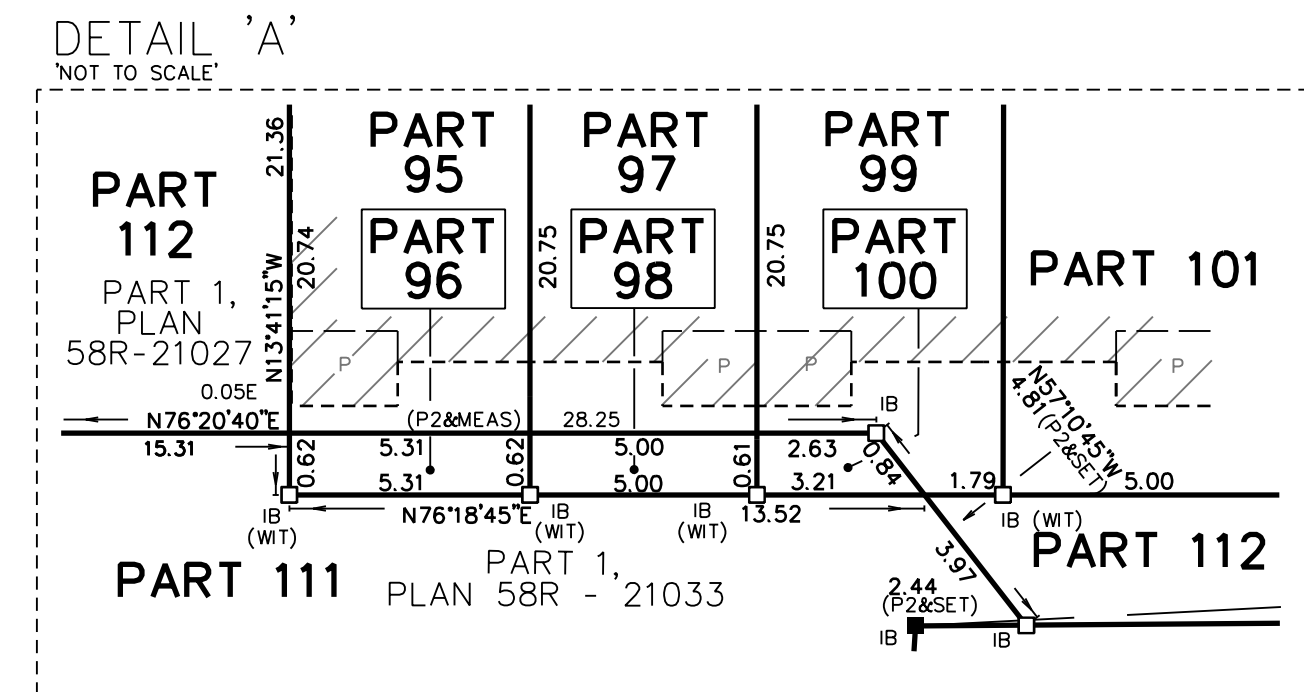 DETAIL 'A'
'NOT TO SCALE'
PART
112
PART 1,
PLAN
58R-21027
21.36
N13°41'15"W
20.74
0.05E
PART
95
PART
96
PART
97
PART
98
PART
99
PART
100
PART 101
20.75
20.75
P
P
P
P
N76°20'40"E
(P2&MEAS)
28.25
IB
15.31
0.62
5.31
5.31
0.62
5.00
5.00
0.61
2.63
3.21
0.84
N57°10'45"W
4.81(P2&SET)
1.79
5.00
IB
(WIT)
N76°18'45"E
IB
(WIT)
IB
(WIT)
13.52
IB (WIT)
PART 111
PART 1,
PLAN 58R - 21033
PART 112
3.97
2.44
(P2&SET)
IB
IB